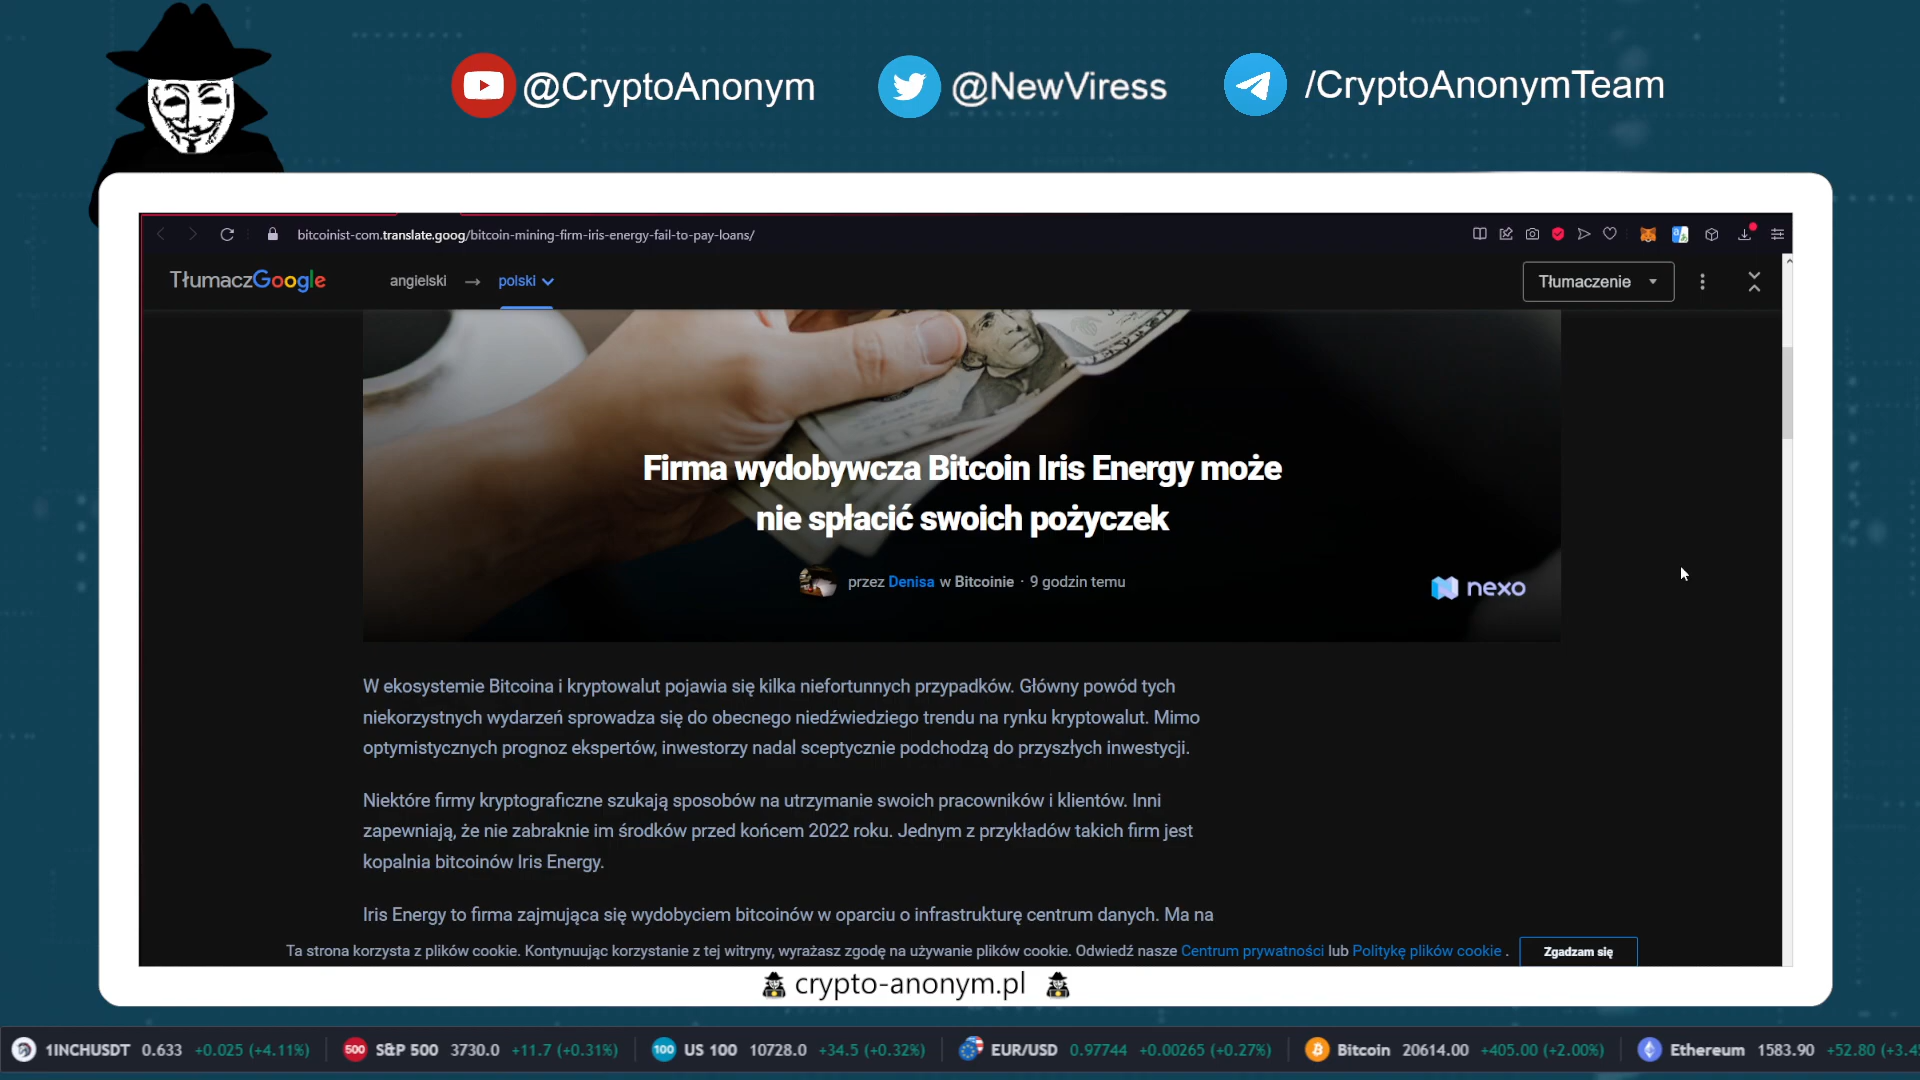 @CryptoAnonym @NewViress /CryptoAnonymTeam
bitcoinist-com.translate.goog/bitcoin-mining-firm-iris-energy-fail-to-pay-loans/
TłumaczGoogle angielski → polski Tłumaczenie
Firma wydobywcza Bitcoin Iris Energy może
nie spłacić swoich pożyczek
przez Denisa w Bitcoinie · 9 godzin temu
nexo
W ekosystemie Bitcoina i kryptowalut pojawia się kilka niefortunnych przypadków. Główny powód tych
niekorzystnych wydarzeń sprowadza się do obecnego niedźwiedziego trendu na rynku kryptowalut. Mimo
optymistycznych prognoz ekspertów, inwestorzy nadal sceptycznie podchodzą do przyszłych inwestycji.
Niektóre firmy kryptograficzne szukają sposobów na utrzymanie swoich pracowników i klientów. Inni
zapewniają, że nie zabraknie im środków przed końcem 2022 roku. Jednym z przykładów takich firm jest
kopalnia bitcoinów Iris Energy.
Iris Energy to firma zajmująca się wydobyciem bitcoinów w oparciu o infrastrukturę centrum danych. Ma na
Ta strona korzysta z plików cookie. Kontynuując korzystanie z tej witryny, wyrażasz zgodę na używanie plików cookie. Odwiedź nasze Centrum prywatności lub Politykę plików cookie . Zgadzam się
crypto-anonym.pl
1INCHUSDT 0.633 +0.025 (+4.11%) 500 S&P 500 3730.0 +11.7 (+0.31%) 100 US 100 10728.0 +34.5 (+0.32%) EUR/USD 0.97744 +0.00265 (+0.27%) Bitcoin 20614.00 +405.00 (+2.00%) Ethereum 1583.90 +52.80 (+3.4